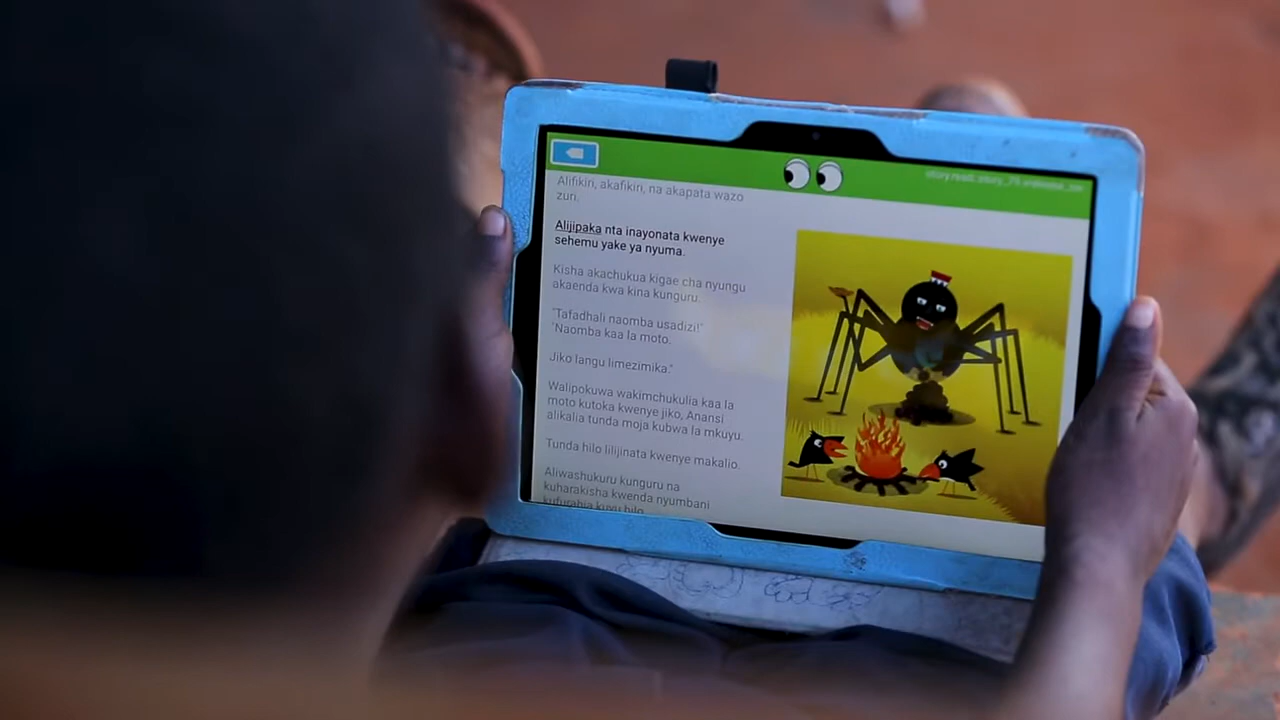 Alifikiri, akafikiri, na akapata wazo
zuri.
Alijipaka nta inayonata kwenye
sehemu yake ya nyuma.
Kisha akachukua kigae cha nyungu
akaenda kwa kina kunguru.
"Tafadhali naomba usadizi!"
"Naomba kaa la moto.
Jiko langu limezimika."
Walipokuwa wakimchukulia kaa la
moto kutoka kwenye jiko, Anansi
alikalia tunda moja kubwa la mkuyu.
Tunda hilo lilijinata kwenye makalio.
Aliwashukuru kunguru na
kuharakisha kwenda nyumbani
kufurahia kuyu hilo.